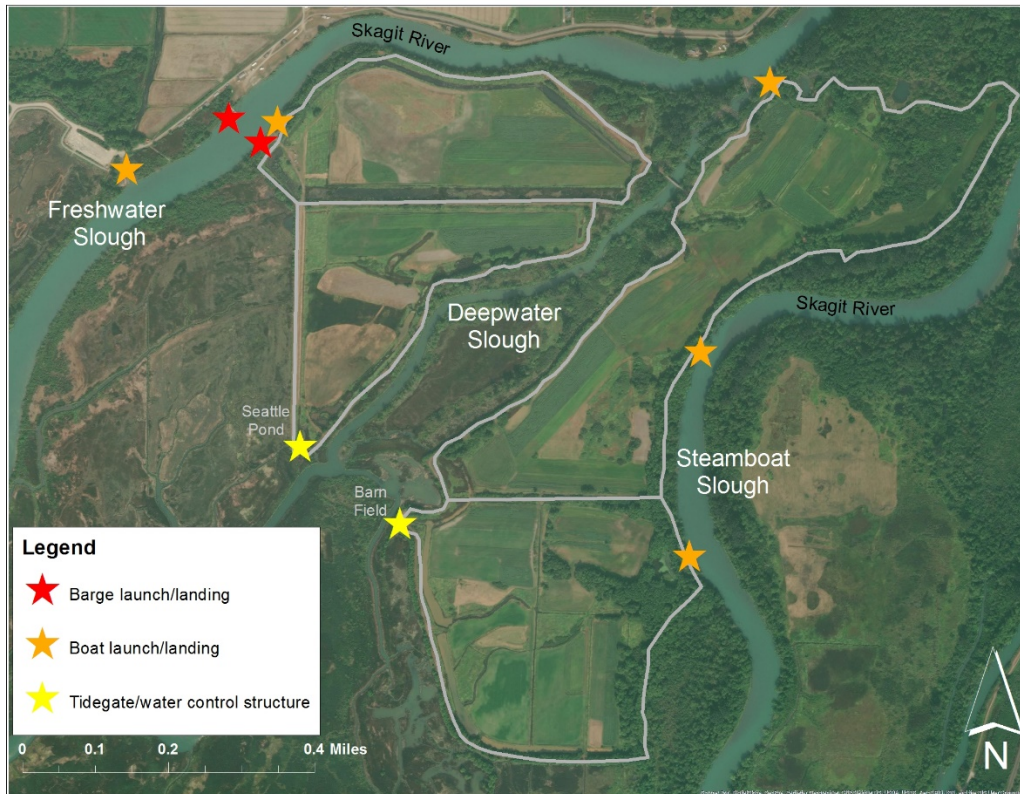 Skagit River
Freshwater
Slough
Deepwater
Slough
Skagit River
Seattle
Pond
Steamboat
Slough
Barn
Field
Legend
Barge launch/landing
Boat launch/landing
Tidegate/water control structure
0 0.1 0.2 0.4 Miles
N